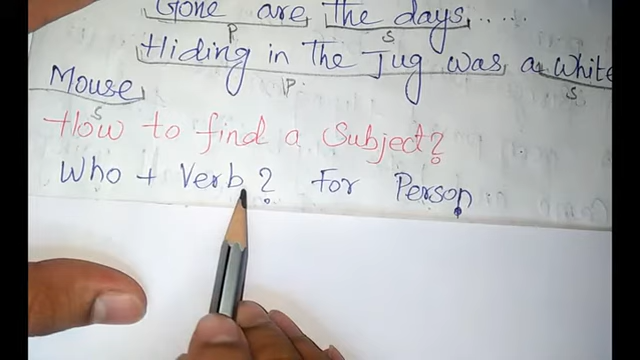 Gone are the days......
P S
Hiding in the Jug was a white
P S
Mouse.
S
How to find a Subject?
Who + Verb? For Person